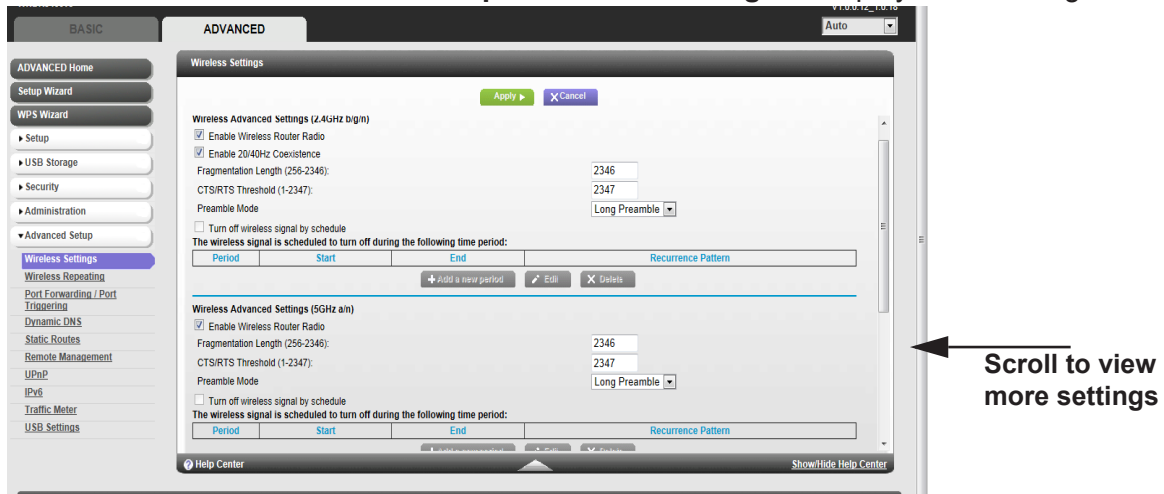 V1.0.0.12_1.0.18
BASIC
ADVANCED
Auto
ADVANCED Home
Setup Wizard
WPS Wizard
Setup
USB Storage
Security
Administration
Advanced Setup
Wireless Settings
Wireless Repeating
Port Forwarding / Port
Triggering
Dynamic DNS
Static Routes
Remote Management
UPnP
IPv6
Traffic Meter
USB Settings
Wireless Settings
Apply
X Cancel
Wireless Advanced Settings (2.4GHz b/g/n)
Enable Wireless Router Radio
Enable 20/40Hz Coexistence
Fragmentation Length (256-2346): 2346
CTS/RTS Threshold (1-2347): 2347
Preamble Mode Long Preamble
Turn off wireless signal by schedule
The wireless signal is scheduled to turn off during the following time period:
Period Start End Recurrence Pattern
+ Add a new period Edit X Delete
Wireless Advanced Settings (5GHz a/n)
Enable Wireless Router Radio
Fragmentation Length (256-2346): 2346
CTS/RTS Threshold (1-2347): 2347
Preamble Mode Long Preamble
Turn off wireless signal by schedule
The wireless signal is scheduled to turn off during the following time period:
Period Start End Recurrence Pattern
Help Center
Show/Hide Help Center
Scroll to view
more settings